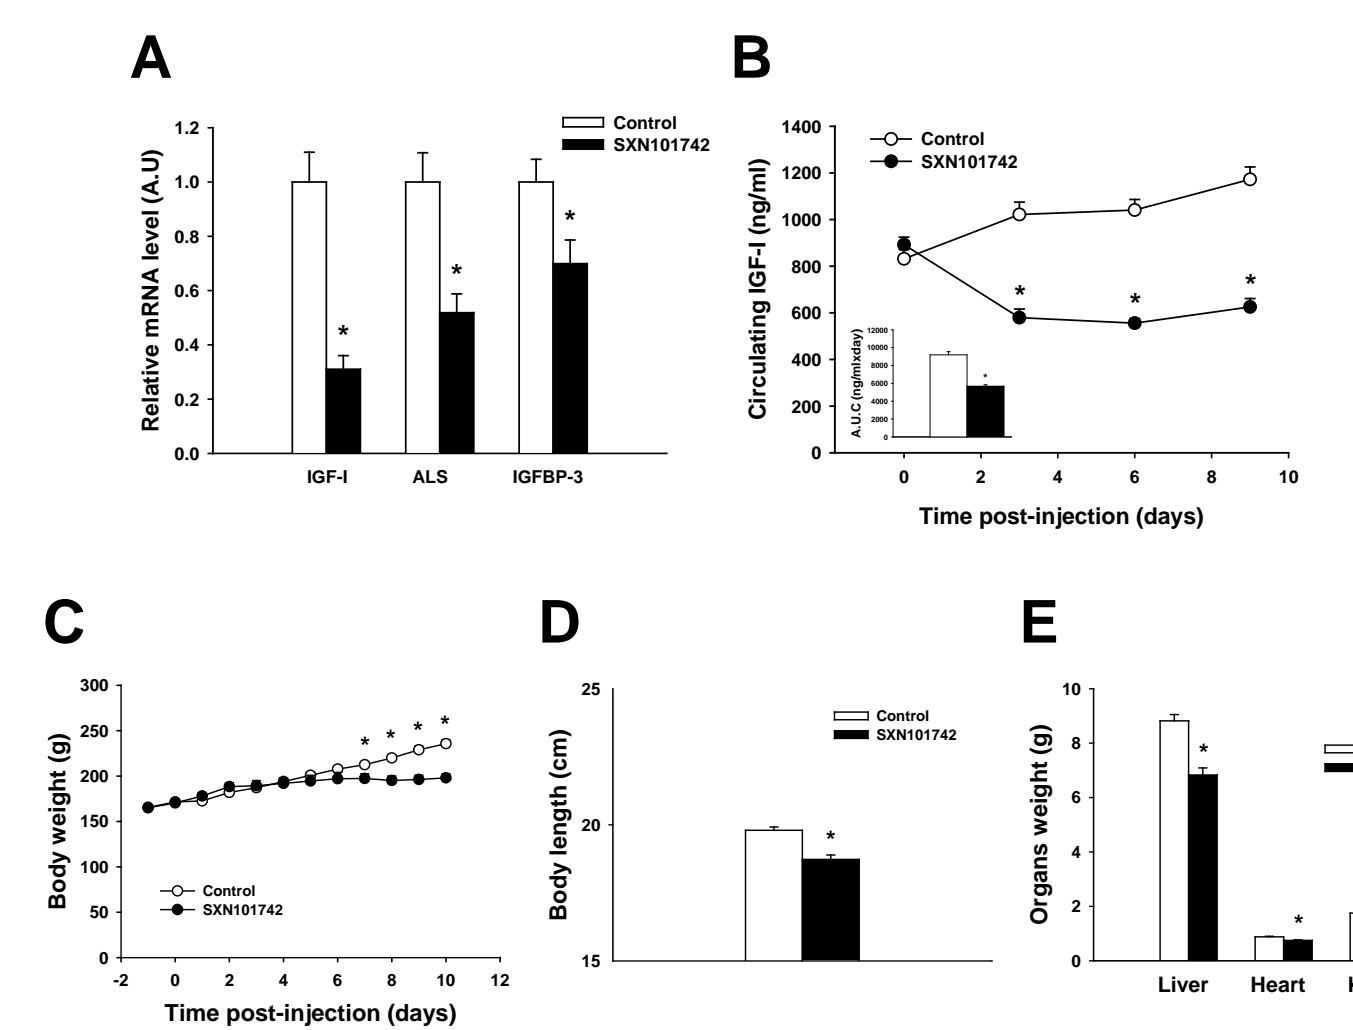 A
Control
SXN101742
Relative mRNA level (A.U)
1.2
1.0
0.8
0.6
0.4
0.2
0.0
*
*
*
IGF-I ALS IGFBP-3
B
Control
SXN101742
Circulating IGF-I (ng/ml)
1400
1200
1000
800
600
400
200
0
*
*
*
A.U.C (ng/mlxday)
12000
10000
8000
6000
4000
2000
0
*
0 2 4 6 8 10
Time post-injection (days)
C
Body weight (g)
300
250
200
150
100
50
0
* * * *
Control
SXN101742
-2 0 2 4 6 8 10 12
Time post-injection (days)
D
Body length (cm)
25
20
15
Control
SXN101742
*
E
Organs weight (g)
10
8
6
4
2
0
*
*
Liver Heart